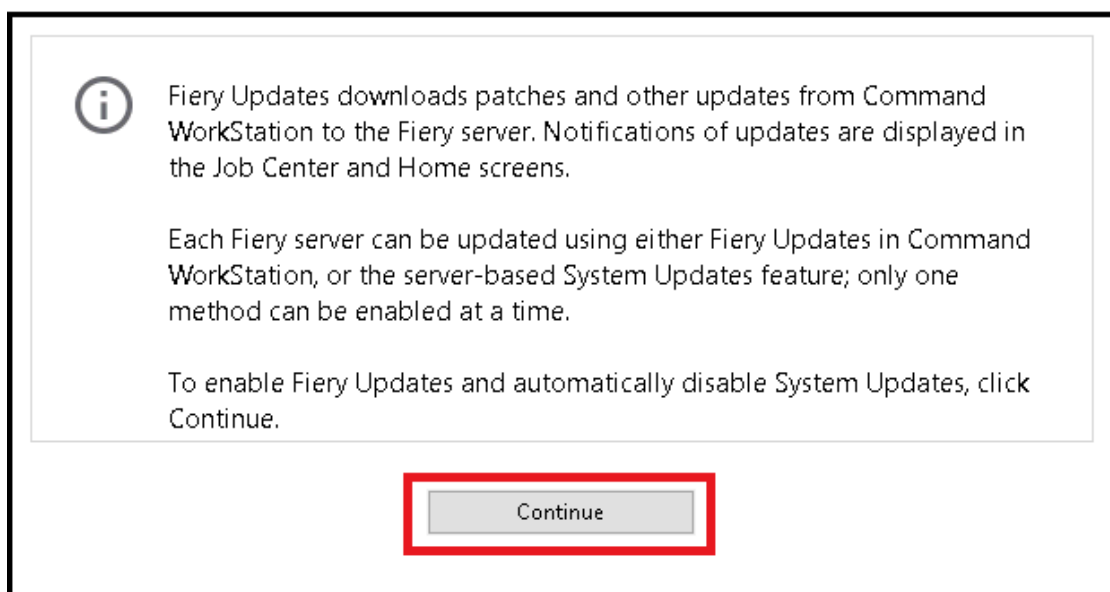 Fiery Updates downloads patches and other updates from Command
WorkStation to the Fiery server. Notifications of updates are displayed in
the Job Center and Home screens.
Each Fiery server can be updated using either Fiery Updates in Command
WorkStation, or the server-based System Updates feature; only one
method can be enabled at a time.
To enable Fiery Updates and automatically disable System Updates, click
Continue.
Continue